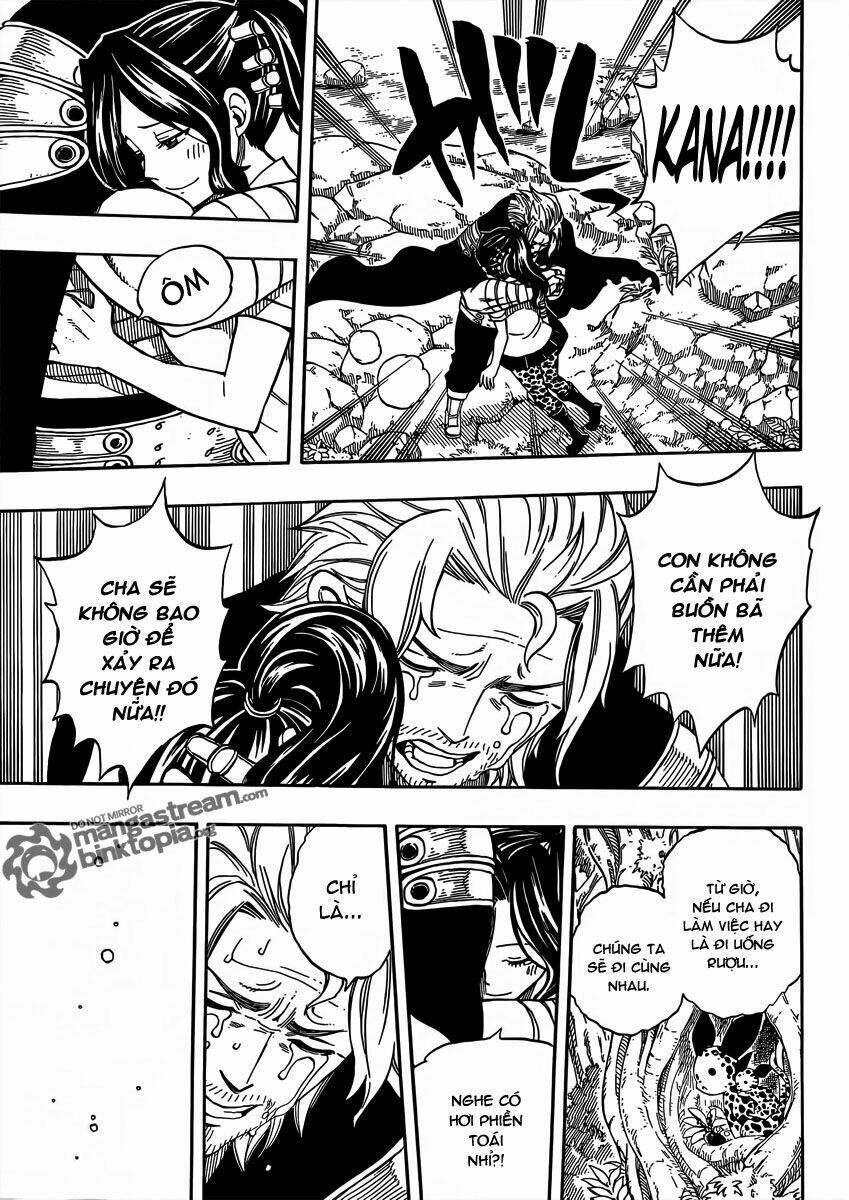 KANA!!!!
ÔM
CON KHÔNG
CẦN PHẢI
BUỒN BÃ
THÊM
NỮA!
CHA SẼ
KHÔNG BAO
GIỜ ĐỂ
XẢY RA
CHUYỆN ĐÓ
NỮA!!
TỪ GIỜ,
NẾU CHA ĐI
LÀM VIỆC HAY
LÀ ĐI UỐNG
RƯỢU...
CHÚNG TA
SẼ ĐI CÙNG
NHAU.
NGHE CÓ
HƠI PHIỀN
TOÁI
NHỈ?!
CHỈ
LÀ...
DO NOT MIRROR
mangastream.com
binktopia.org